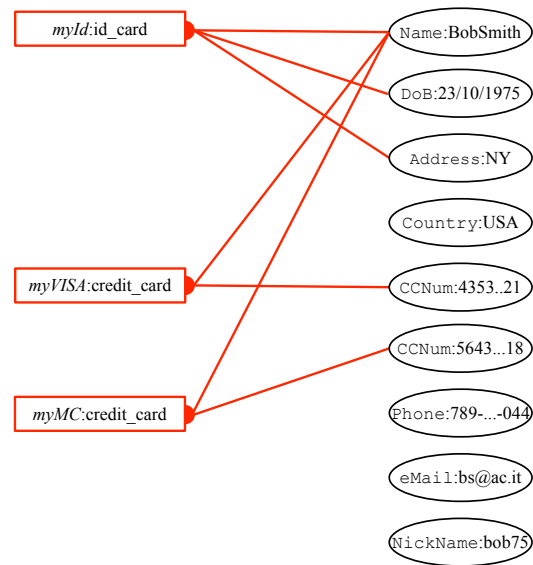 myId:id_card
Name:BobSmith
DoB:23/10/1975
Address:NY
Country:USA
myVISA:credit_card
CCNum:4353..21
CCNum:5643...18
myMC:credit_card
Phone:789-...-044
eMail:bs@ac.it
NickName:bob75